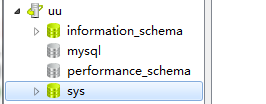 uu
information_schema
mysql
performance_schema
sys